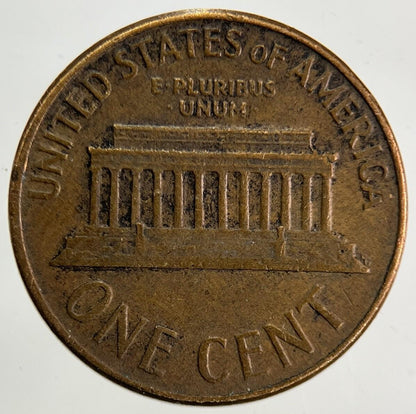 UNITED STATES OF AMERICA
E·PLURIBUS
·UNUM·
ONE CENT